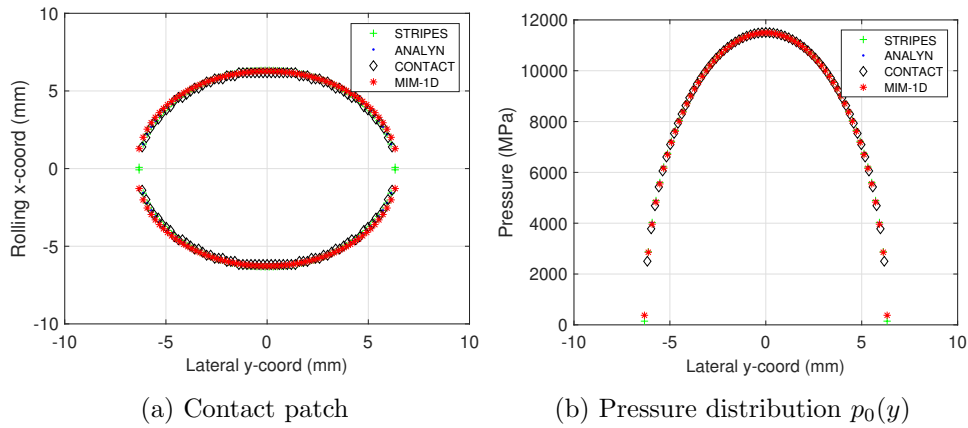 10
5
0
-5
-10
-10
-5
0
5
10
Rolling x-coord (mm)
Lateral y-coord (mm)
STRIPES
ANALYN
CONTACT
MIM-1D
(a) Contact patch
12000
10000
8000
6000
4000
2000
0
-10
-5
0
5
10
Pressure (MPa)
Lateral y-coord (mm)
STRIPES
ANALYN
CONTACT
MIM-1D
(b) Pressure distribution p₀(y)